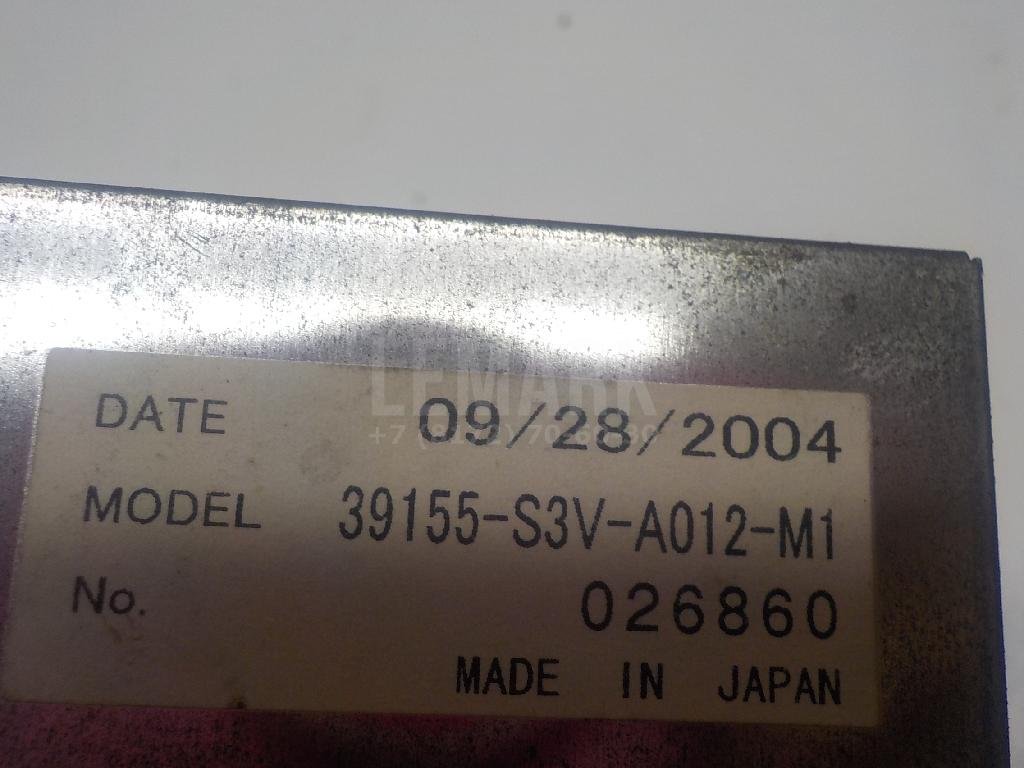 LEMARK
DATE 09/28/2004
MODEL 39155-S3V-A012-M1
No. 026860
MADE IN JAPAN